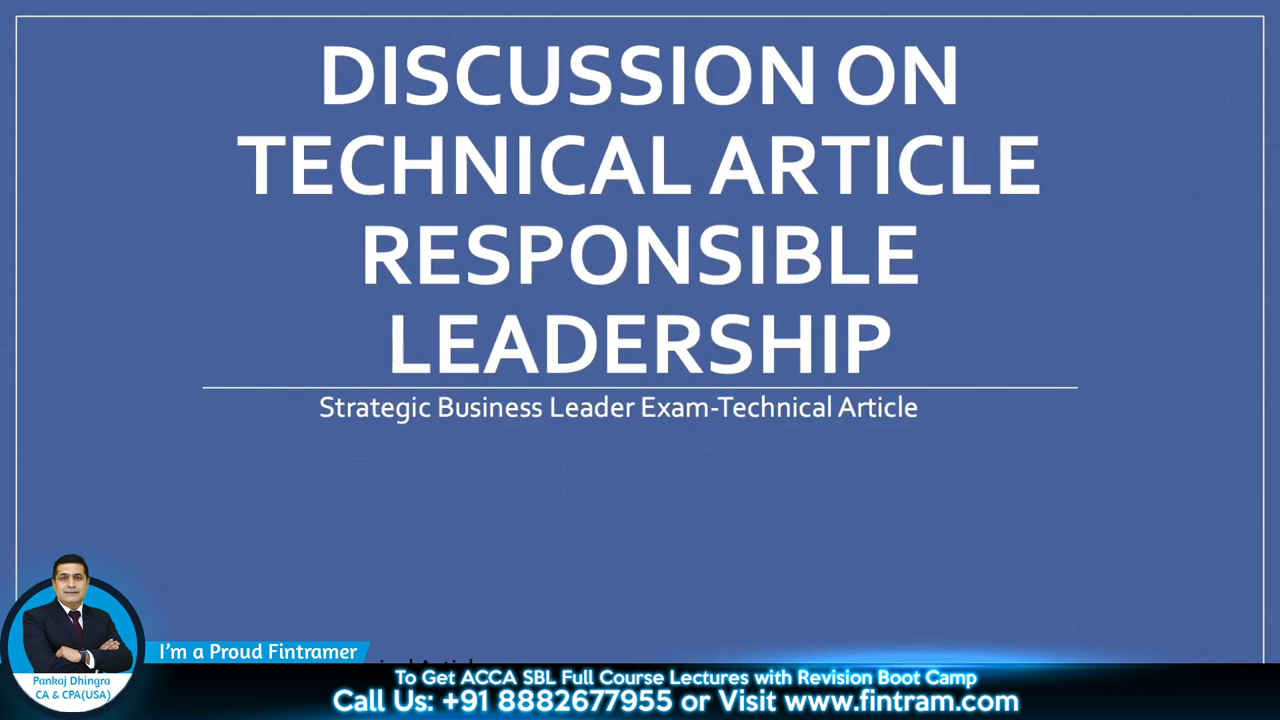 DISCUSSION ON
TECHNICAL ARTICLE
RESPONSIBLE
LEADERSHIP
Strategic Business Leader Exam-Technical Article
I'm a Proud Fintramer
Pankaj Dhingra
CA & CPA(USA)
To Get ACCA SBL Full Course Lectures with Revision Boot Camp
Call Us: +91 8882677955 or Visit www.fintram.com